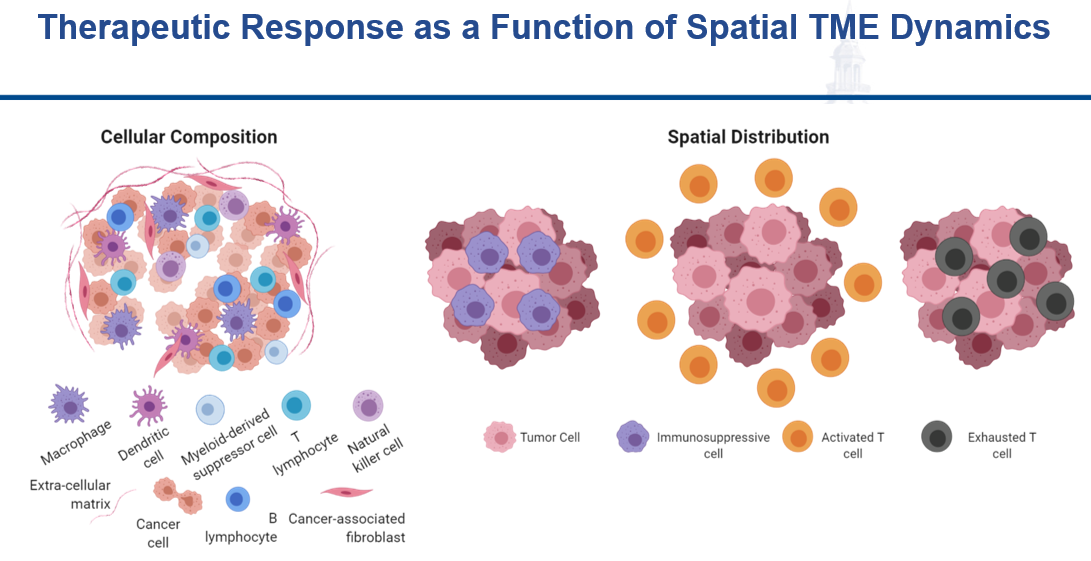 Therapeutic Response as a Function of Spatial TME Dynamics
Cellular Composition
Spatial Distribution
Macrophage
Dendritic
cell
Myeloid-derived
suppressor cell
T
lymphocyte
Natural
killer cell
Extra-cellular
matrix
Cancer
cell
B
lymphocyte
Cancer-associated
fibroblast
Tumor Cell
Immunosuppressive
cell
Activated T
cell
Exhausted T
cell